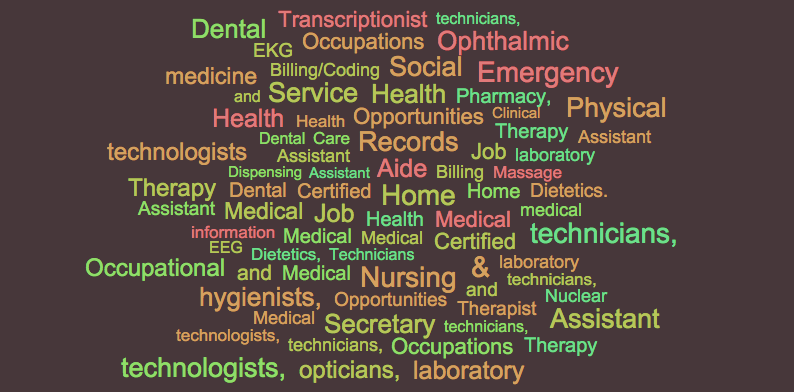 Transcriptionist technicians,
Dental
EKG Occupations Ophthalmic
Billing/Coding Social Emergency
medicine
and Service Health Pharmacy,
Health Health Opportunities Clinical Physical
Dental Care Records Therapy Assistant
technologists Assistant Job laboratory
Dispensing Assistant Aide Billing Massage
Therapy Dental Certified Home Home Dietetics.
Assistant Medical Job Health Medical medical
information Medical Medical Certified technicians,
EEG Dietetics, Technicians
Occupational and Medical Nursing & laboratory
technicians,
hygienists, Opportunities and Nuclear
Medical Secretary Therapist Assistant
technologists, technicians, technicians,
Occupations Therapy
technologists, opticians, laboratory